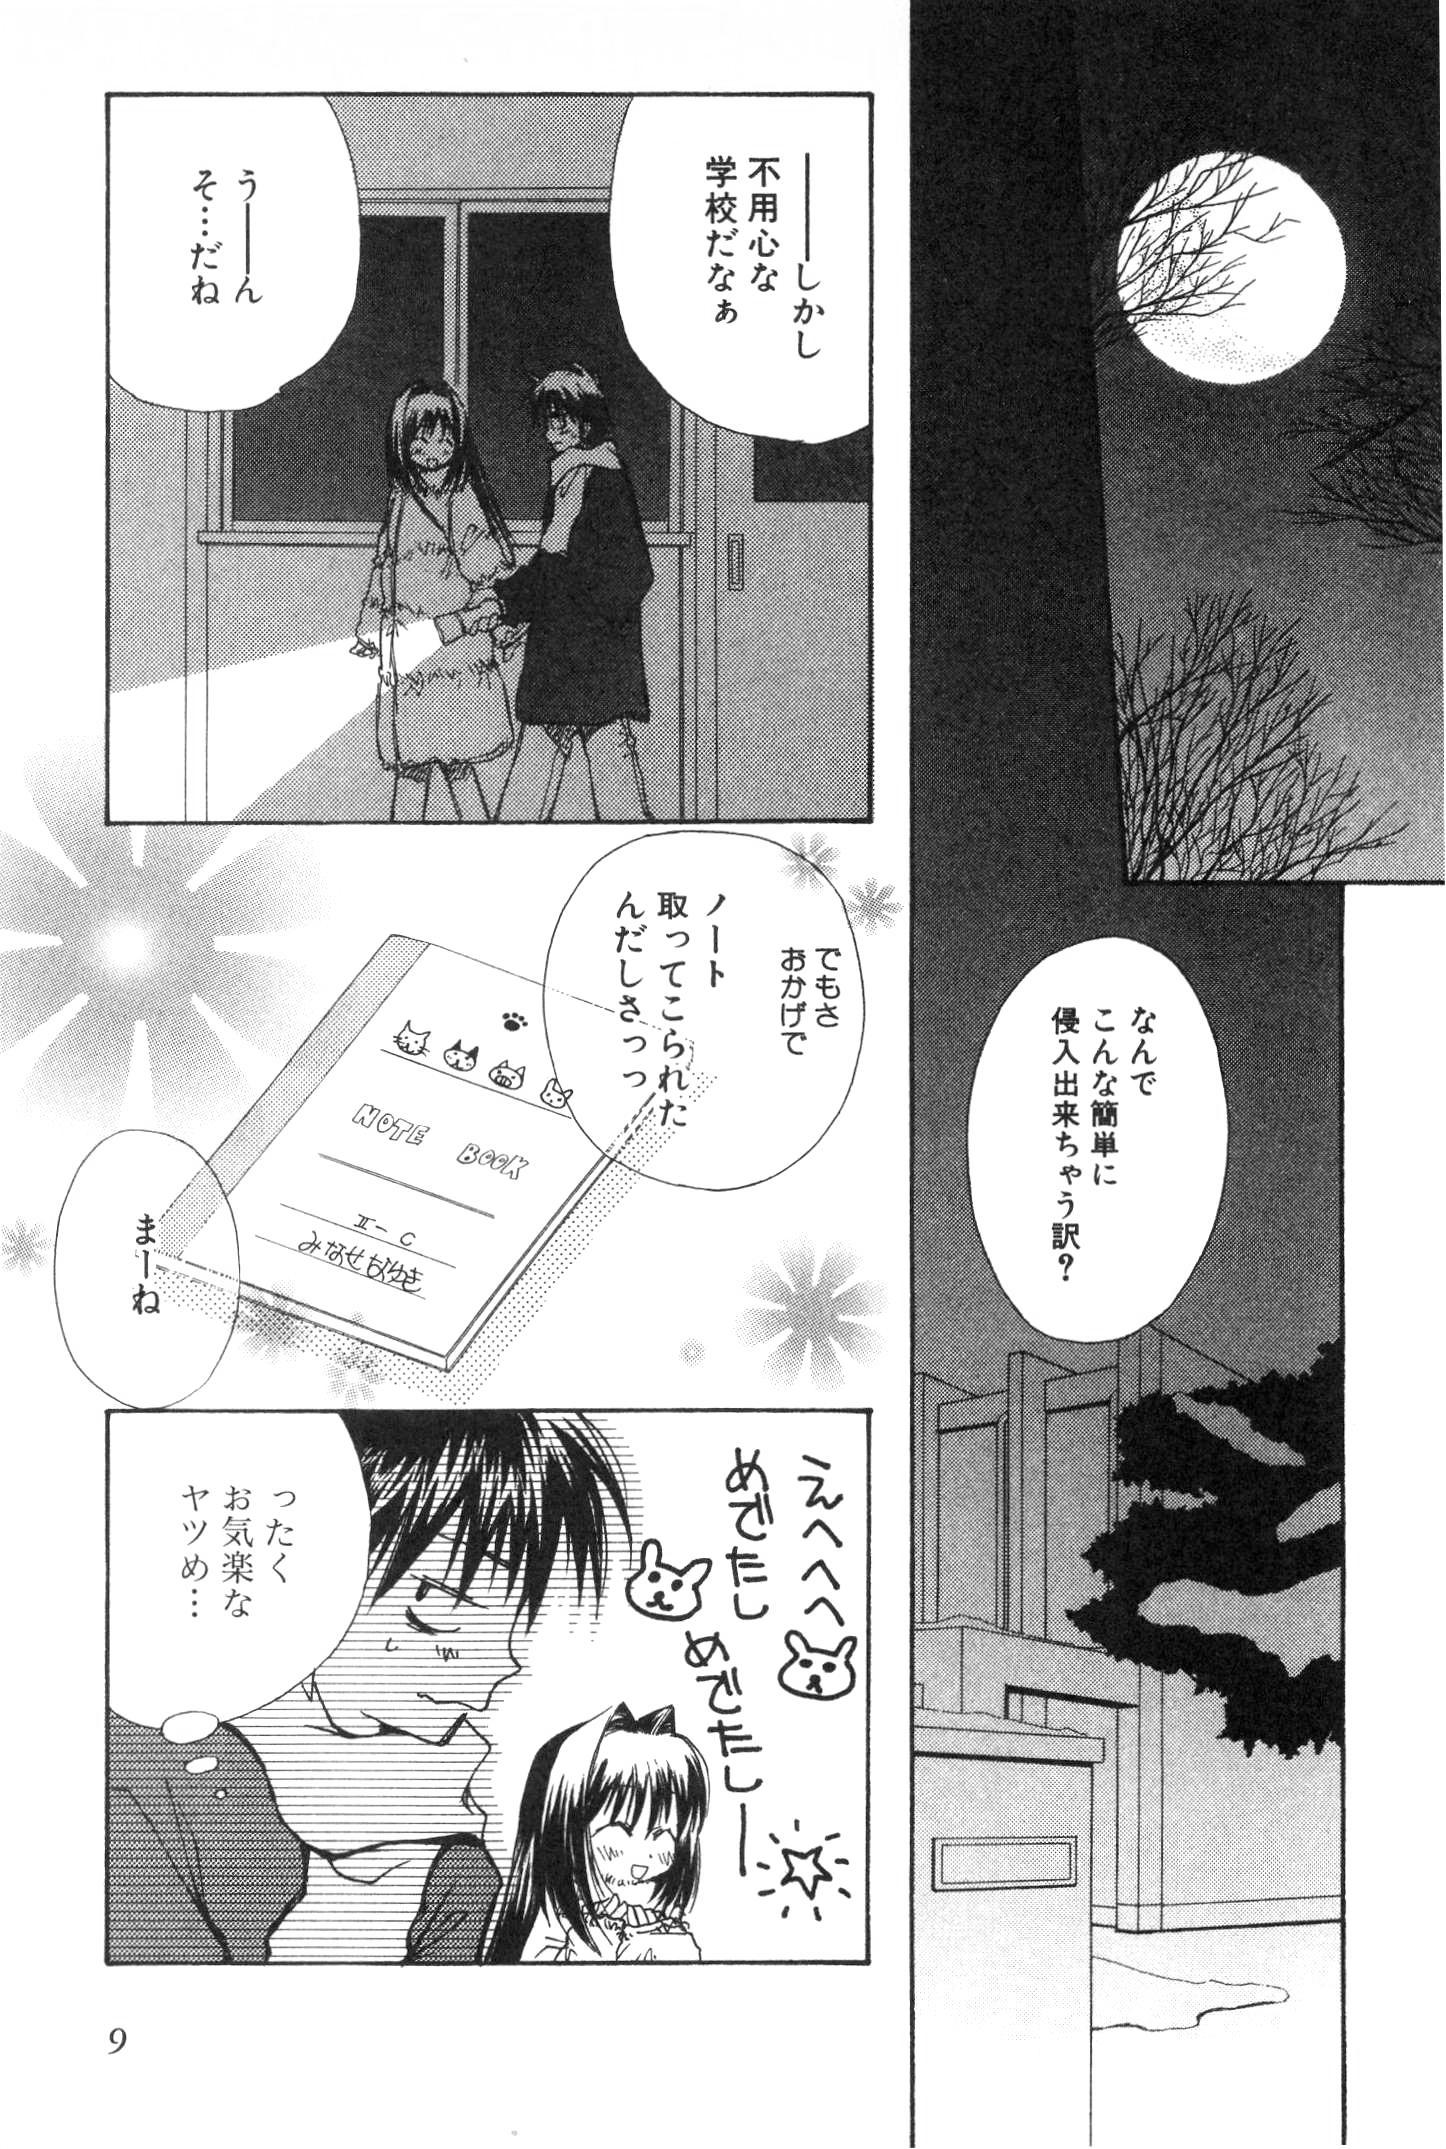 なんで
こんな簡単に
侵入出来ちゃう訳？
――しかし
不用心な
学校だなぁ
う――ん
そ…だね
でもさ
おかげで
ノート
取ってこられた
んだしさっっ
NOTE BOOK
II-C
みなせなゆき
まーね
えへへへへ
めでたし
めでたしー
ったく
お気楽な
ヤツめ…
9